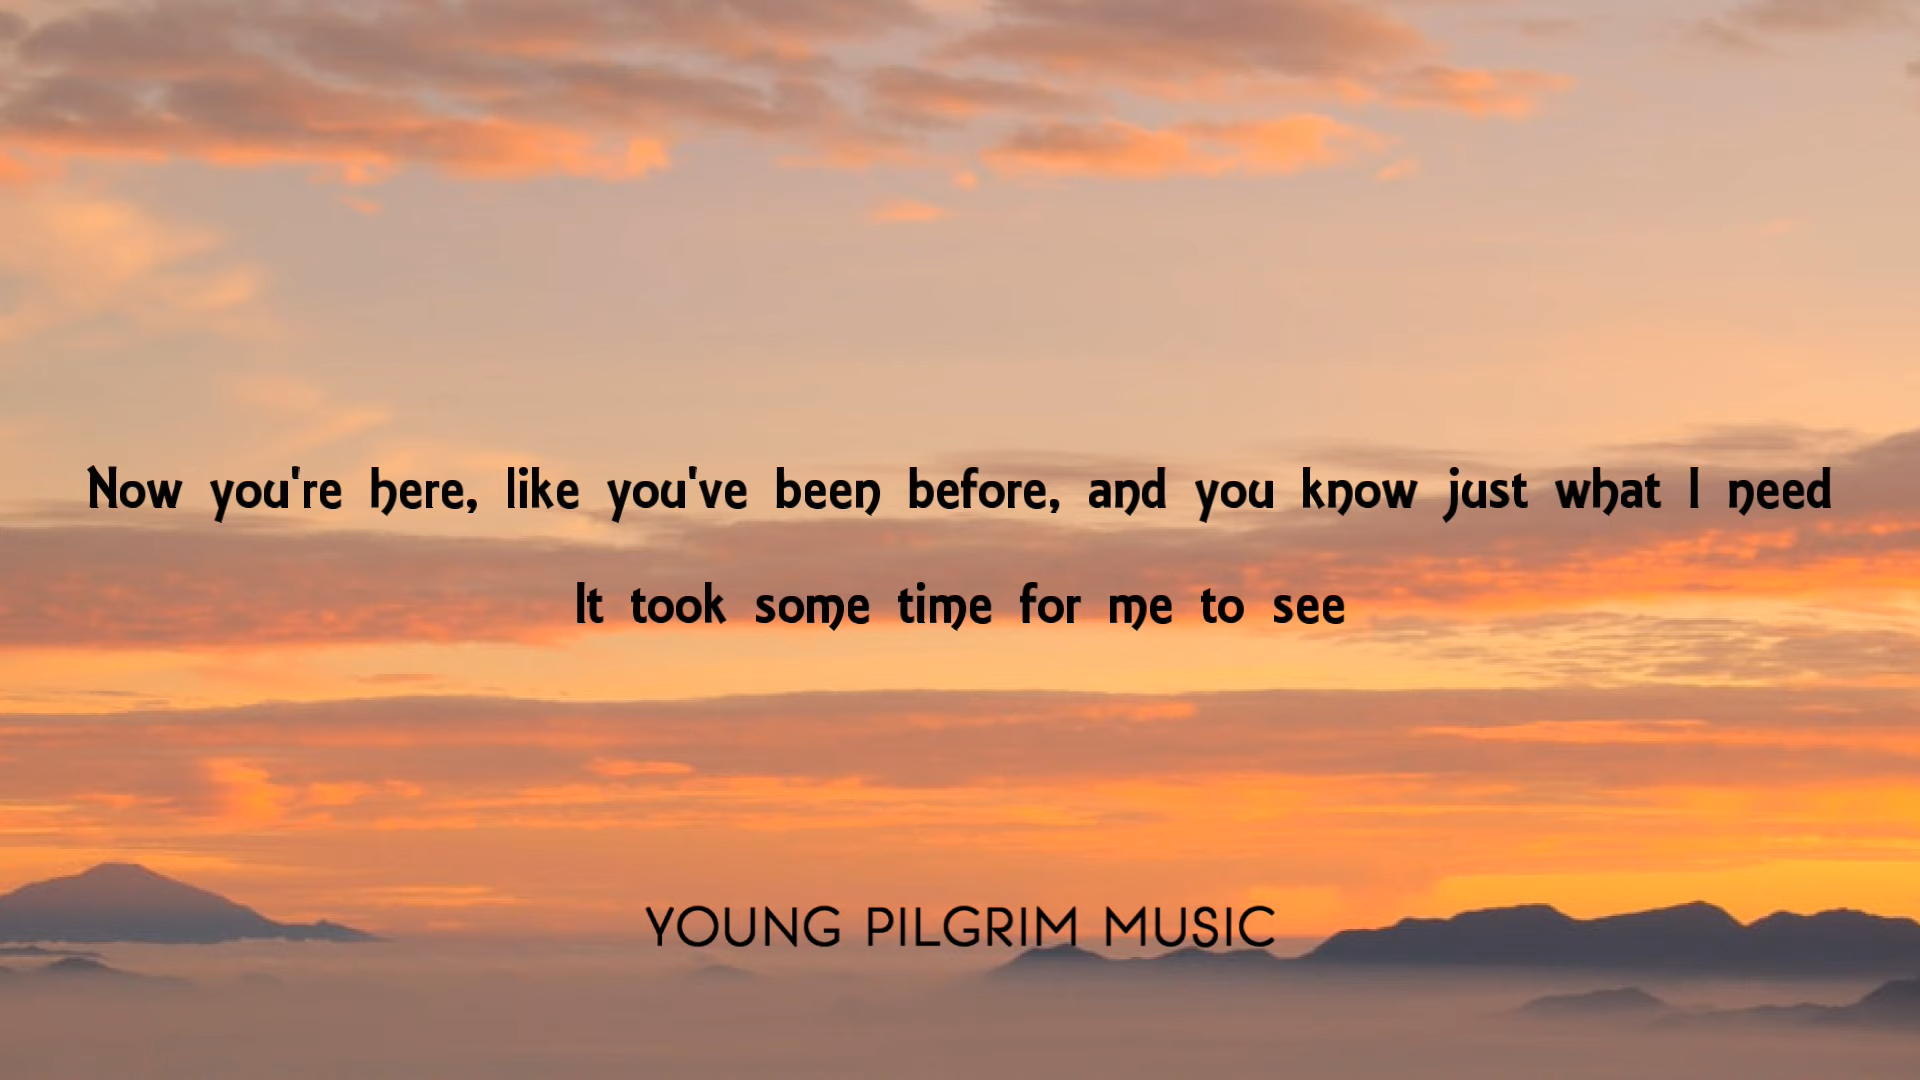 Now you're here, like you've been before, and you know just what I need
It took some time for me to see
YOUNG PILGRIM MUSIC